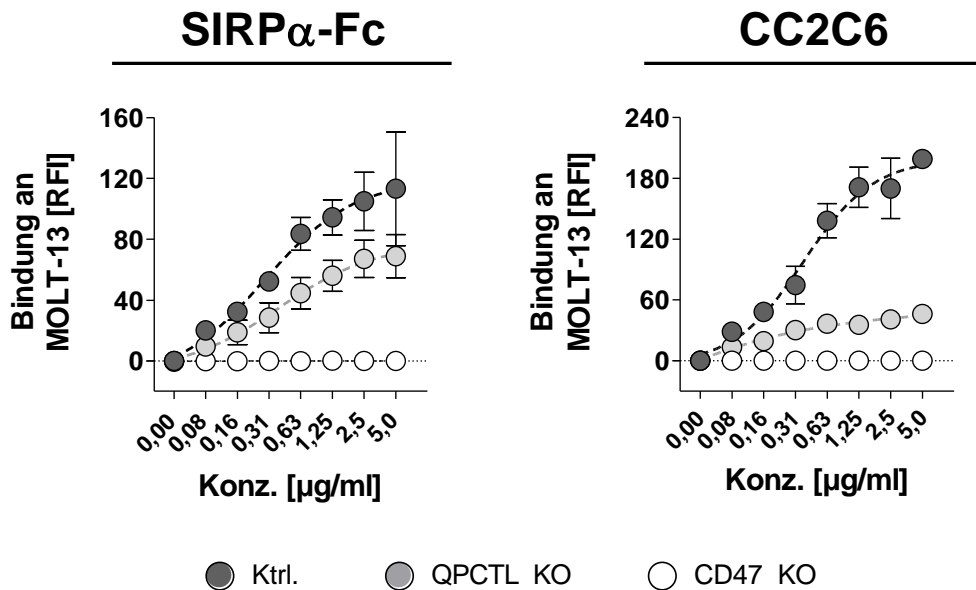 SIRPα-Fc
CC2C6
Bindung an
MOLT-13 [RFI]
160
120
80
40
0
0,00
0,08
0,16
0,31
0,63
1,25
2,5
5,0
Konz. [µg/ml]
Bindung an
MOLT-13 [RFI]
240
180
120
60
0
0,00
0,08
0,16
0,31
0,63
1,25
2,5
5,0
Konz. [µg/ml]
Ktrl.
QPCTL KO
CD47 KO